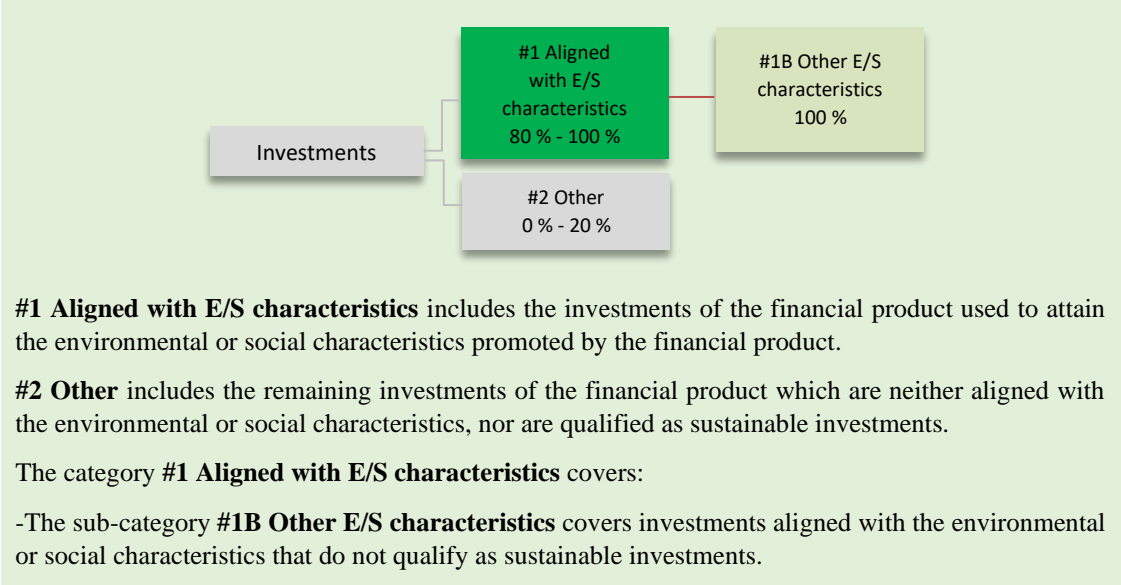 #1 Aligned
with E/S
characteristics
80 % - 100 %
#1B Other E/S
characteristics
100 %
Investments
#2 Other
0 % - 20 %
#1 Aligned with E/S characteristics includes the investments of the financial product used to attain
the environmental or social characteristics promoted by the financial product.
#2 Other includes the remaining investments of the financial product which are neither aligned with
the environmental or social characteristics, nor are qualified as sustainable investments.
The category #1 Aligned with E/S characteristics covers:
-The sub-category #1B Other E/S characteristics covers investments aligned with the environmental
or social characteristics that do not qualify as sustainable investments.